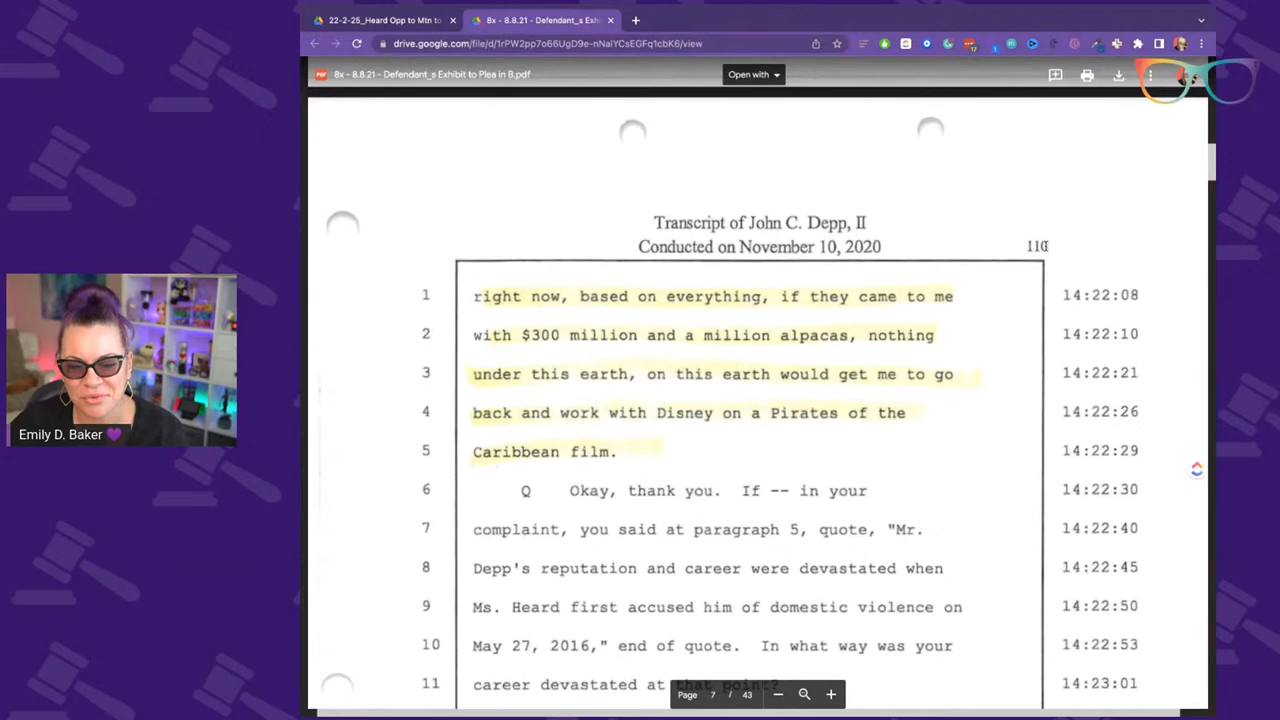 22-2-25_Heard Opp to Mtn to
8x - 8.8.21 - Defendant_s Exh
drive.google.com/file/d/1rPW2pp7o66UgD9e-nNaIYCsEGFq1cbK6/view
PDF 8x - 8.8.21 - Defendant_s Exhibit to Plea in B.pdf
Open with
Transcript of John C. Depp, II
Conducted on November 10, 2020
110
1 right now, based on everything, if they came to me 14:22:08
2 with $300 million and a million alpacas, nothing 14:22:10
3 under this earth, on this earth would get me to go 14:22:21
4 back and work with Disney on a Pirates of the 14:22:26
5 Caribbean film. 14:22:29
6 Q Okay, thank you. If -- in your 14:22:30
7 complaint, you said at paragraph 5, quote, "Mr. 14:22:40
8 Depp's reputation and career were devastated when 14:22:45
9 Ms. Heard first accused him of domestic violence on 14:22:50
10 May 27, 2016," end of quote. In what way was your 14:22:53
11 career devastated at that point? 14:23:01
Page 7 / 43
Emily D. Baker 💜